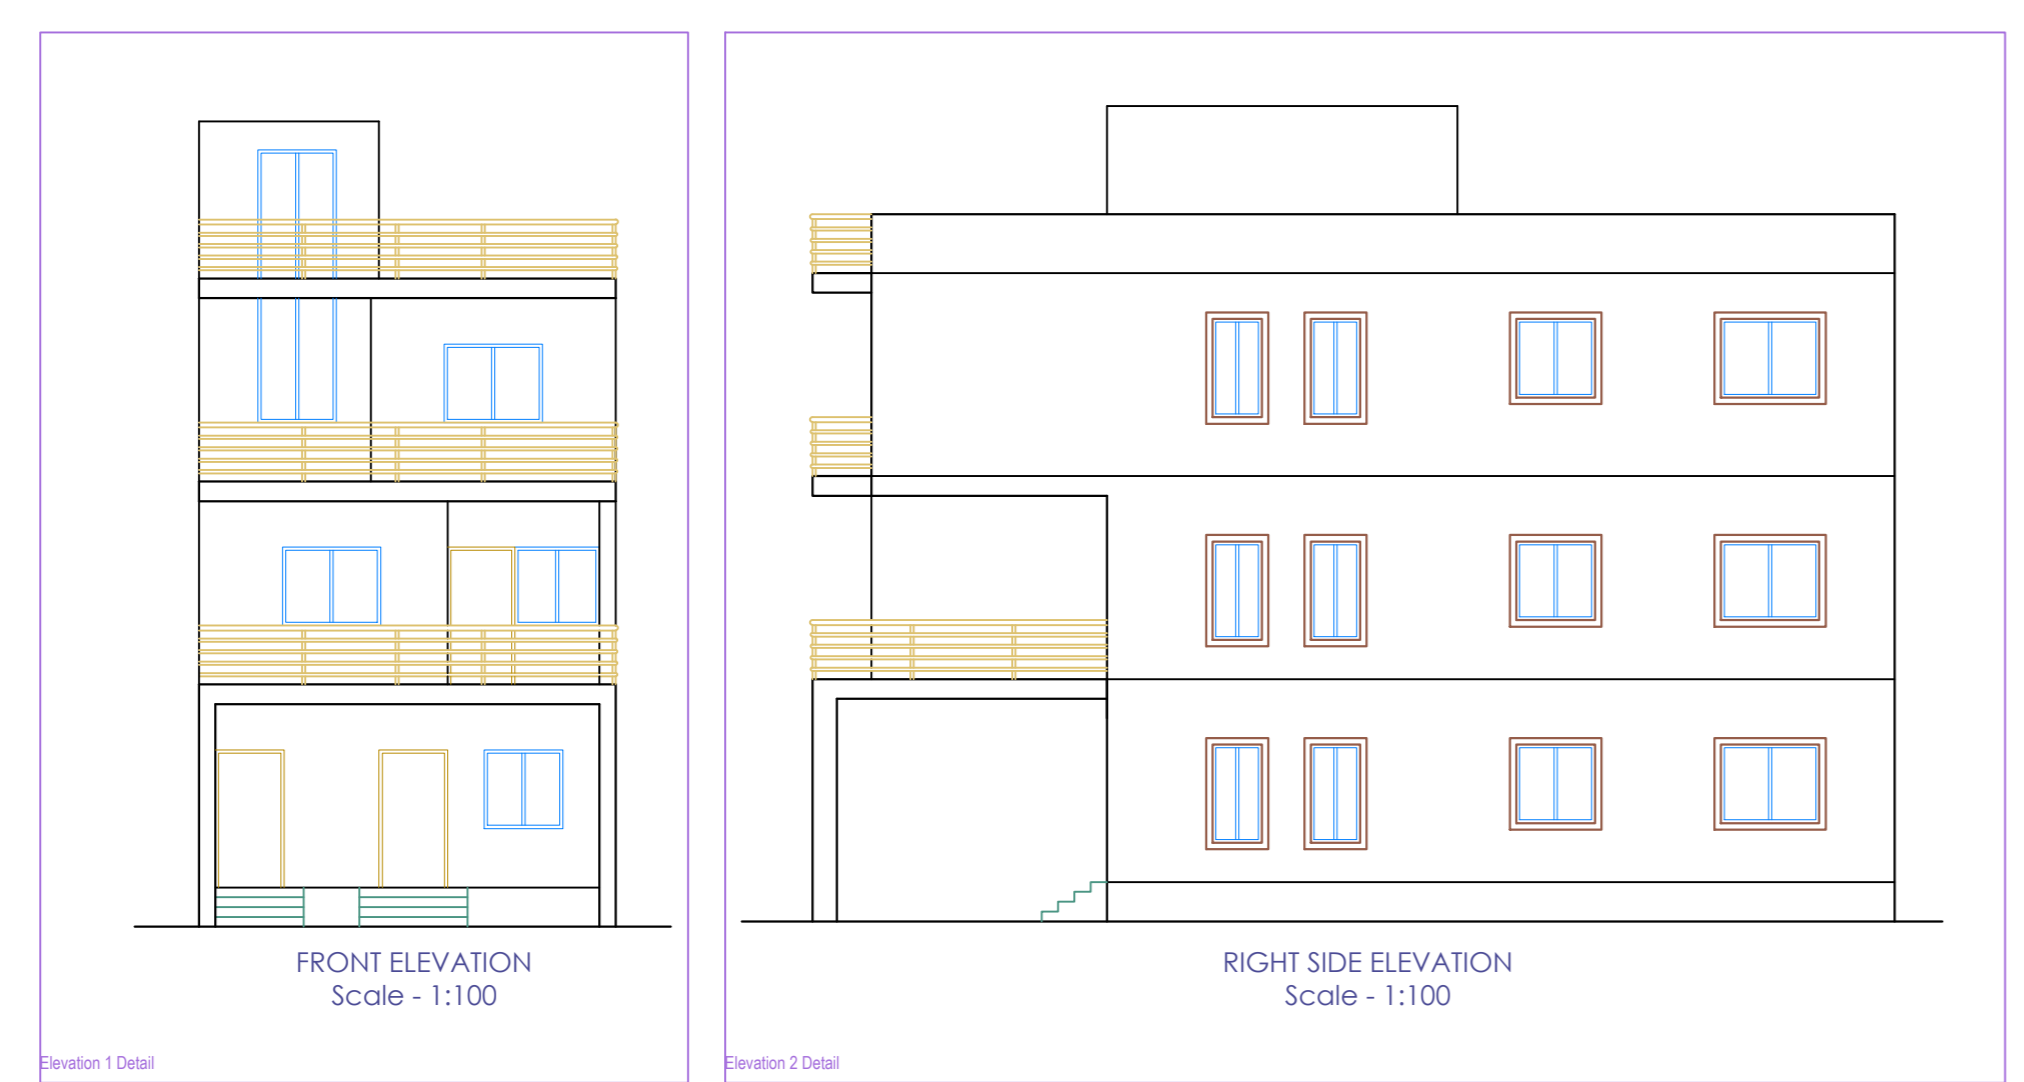 FRONT ELEVATION
Scale - 1:100
Elevation 1 Detail
RIGHT SIDE ELEVATION
Scale - 1:100
Elevation 2 Detail